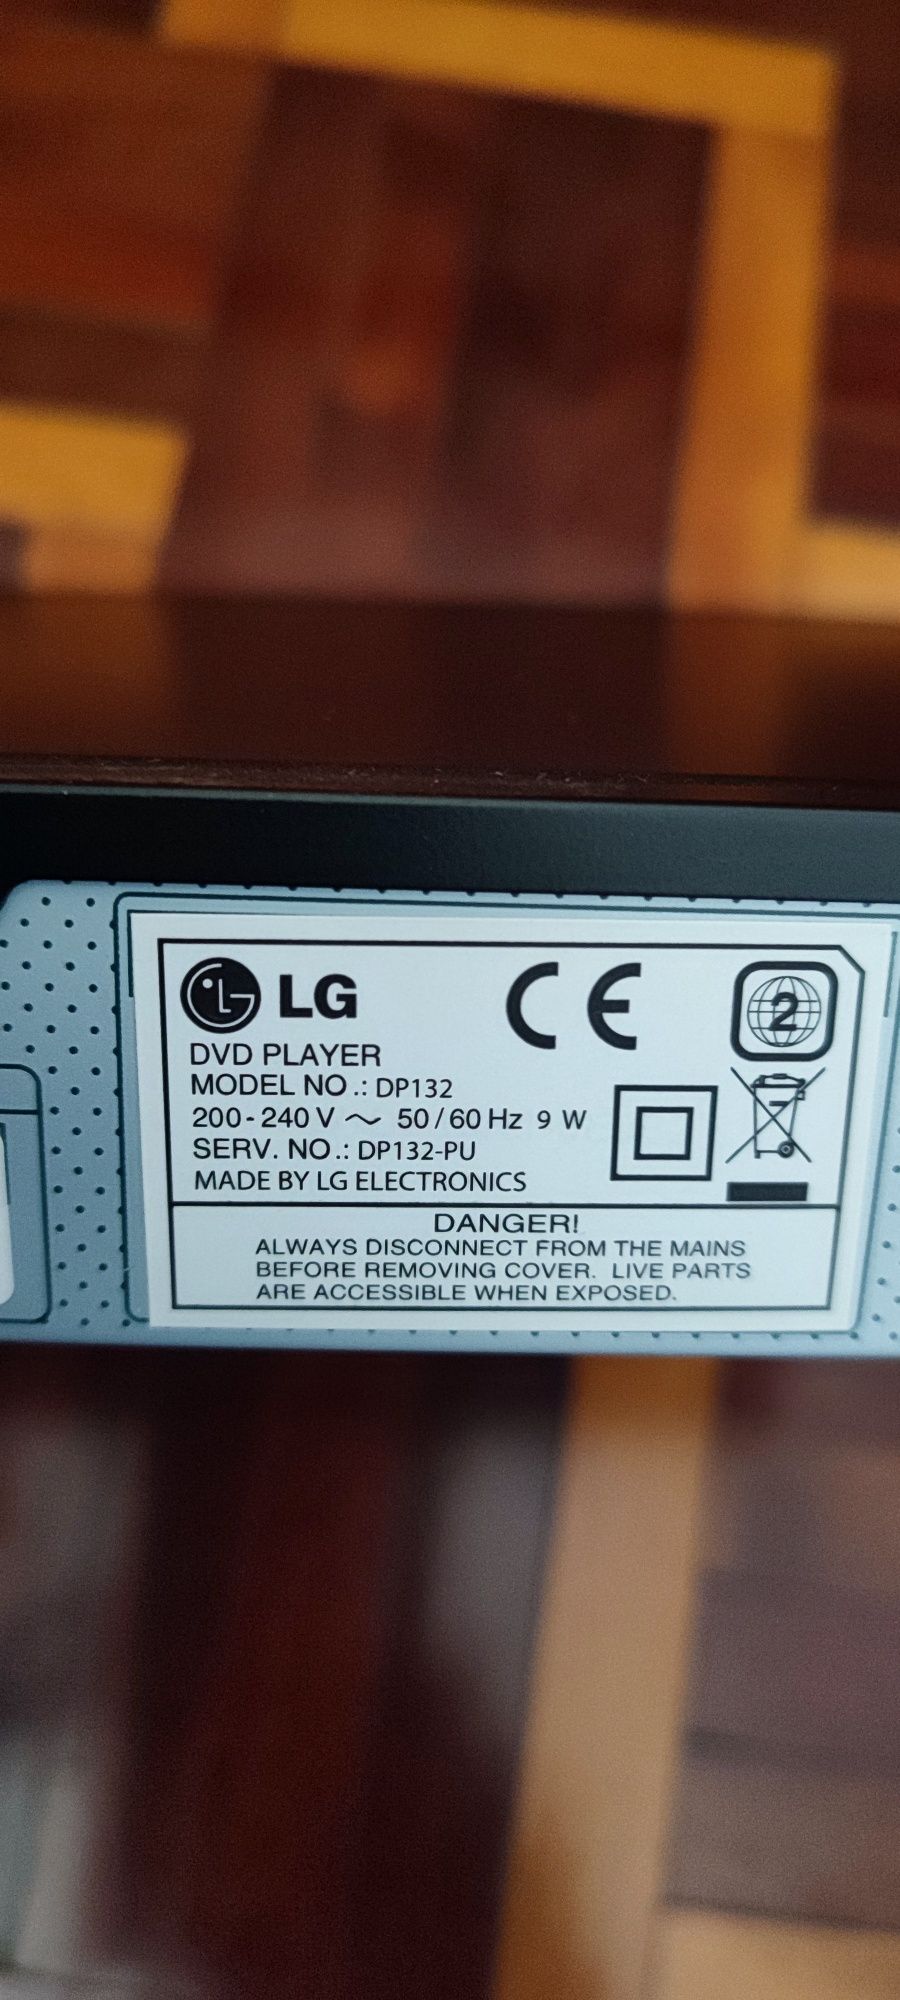 LG LG
CE
2
DVD PLAYER
MODEL NO.: DP132
200-240 V ~ 50/60 Hz 9 W
SERV. NO.: DP132-PU
MADE BY LG ELECTRONICS
DANGER!
ALWAYS DISCONNECT FROM THE MAINS
BEFORE REMOVING COVER. LIVE PARTS
ARE ACCESSIBLE WHEN EXPOSED.